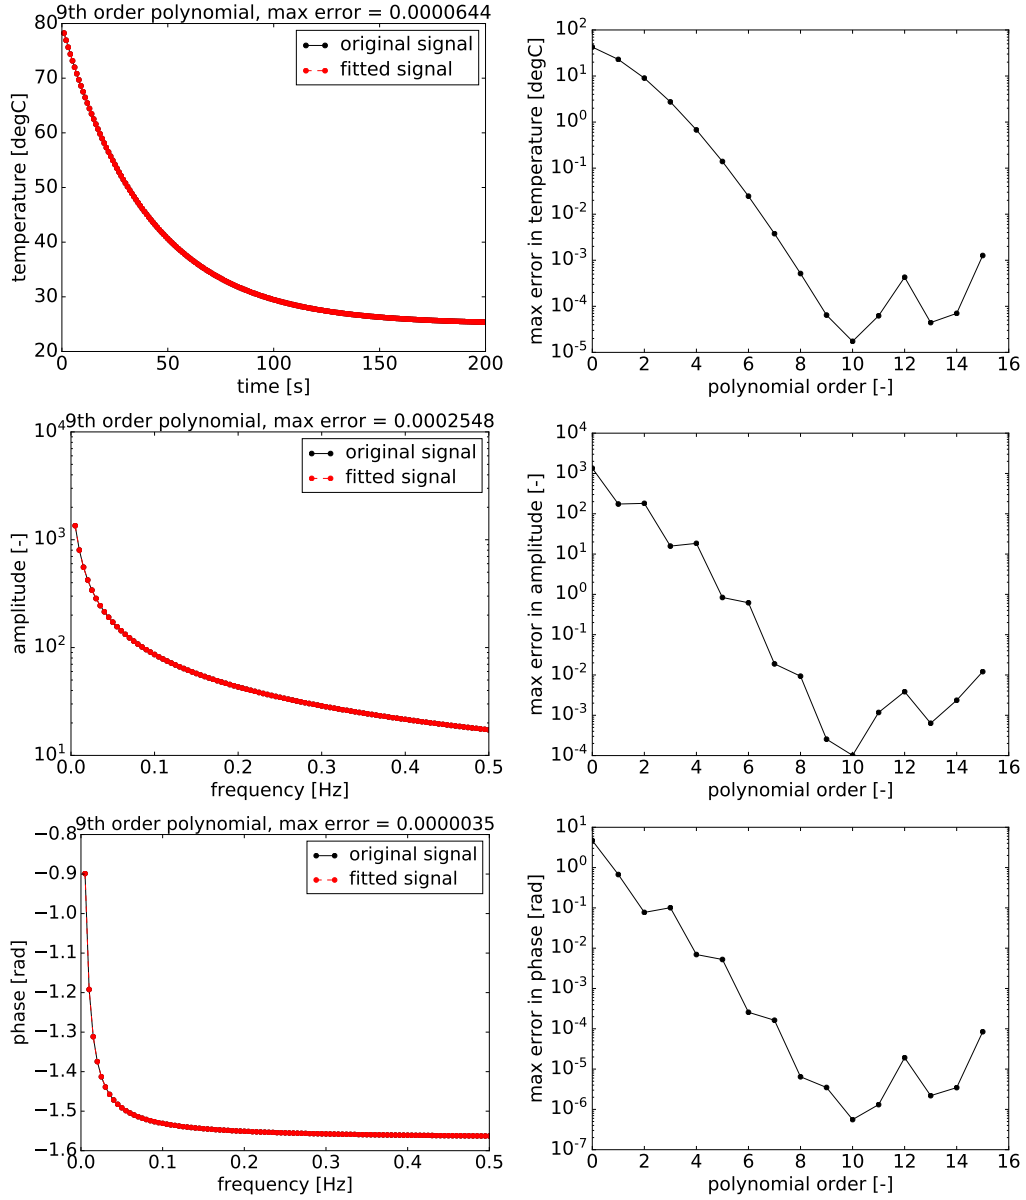 9th order polynomial, max error = 0.0000644
original signal
fitted signal
temperature [degC]
80
70
60
50
40
30
20
0 50 100 150 200
time [s]
max error in temperature [degC]
10^2
10^1
10^0
10^-1
10^-2
10^-3
10^-4
10^-5
0 2 4 6 8 10 12 14 16
polynomial order [-]
9th order polynomial, max error = 0.0002548
original signal
fitted signal
amplitude [-]
10^4
10^3
10^2
10^1
0.0 0.1 0.2 0.3 0.4 0.5
frequency [Hz]
max error in amplitude [-]
10^4
10^3
10^2
10^1
10^0
10^-1
10^-2
10^-3
10^-4
0 2 4 6 8 10 12 14 16
polynomial order [-]
9th order polynomial, max error = 0.0000035
original signal
fitted signal
phase [rad]
−0.8
−0.9
−1.0
−1.1
−1.2
−1.3
−1.4
−1.5
−1.6
0.0 0.1 0.2 0.3 0.4 0.5
frequency [Hz]
max error in phase [rad]
10^1
10^0
10^-1
10^-2
10^-3
10^-4
10^-5
10^-6
10^-7
0 2 4 6 8 10 12 14 16
polynomial order [-]